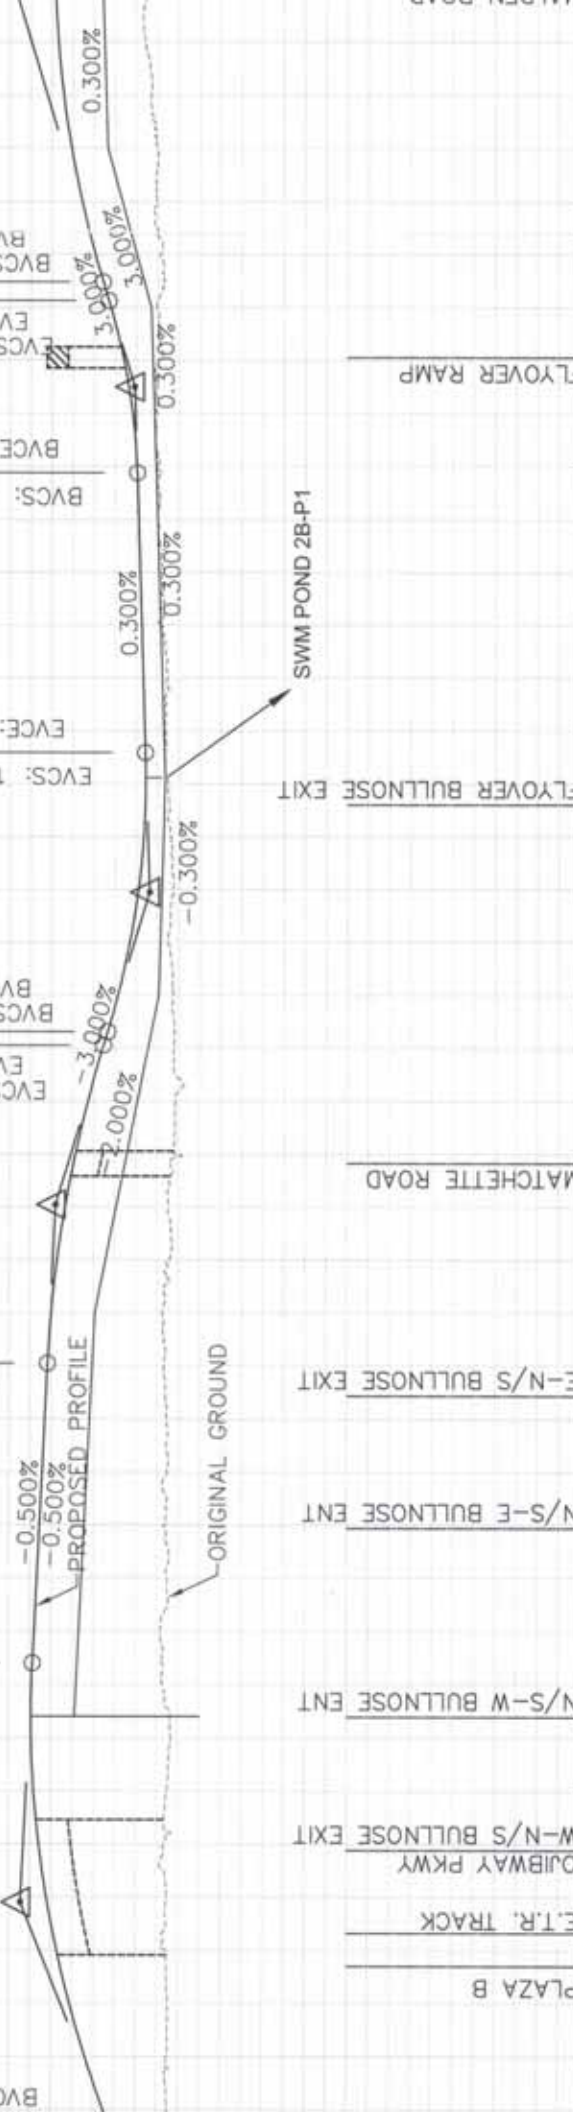 0.300%
3.000%
3.000%
BVCS
EVCS
0.300%
BVCE
BVCS:
0.300%
0.300%
SWM POND 2B-P1
EVCE:
EVCS:
-0.300%
BVCS
-3.000%
EVCS
-2.000%
PROPOSED PROFILE
ORIGINAL GROUND
-0.500%
-0.500%
FLYOVER RAMP
FLYOVER BULLNOSE EXIT
MATCHETTE ROAD
E-N/S BULLNOSE EXIT
N/S-E BULLNOSE ENT
N/S-W BULLNOSE ENT
W-N/S BULLNOSE EXIT
OJIBWAY PKWY
E.T.R. TRACK
PLAZA B